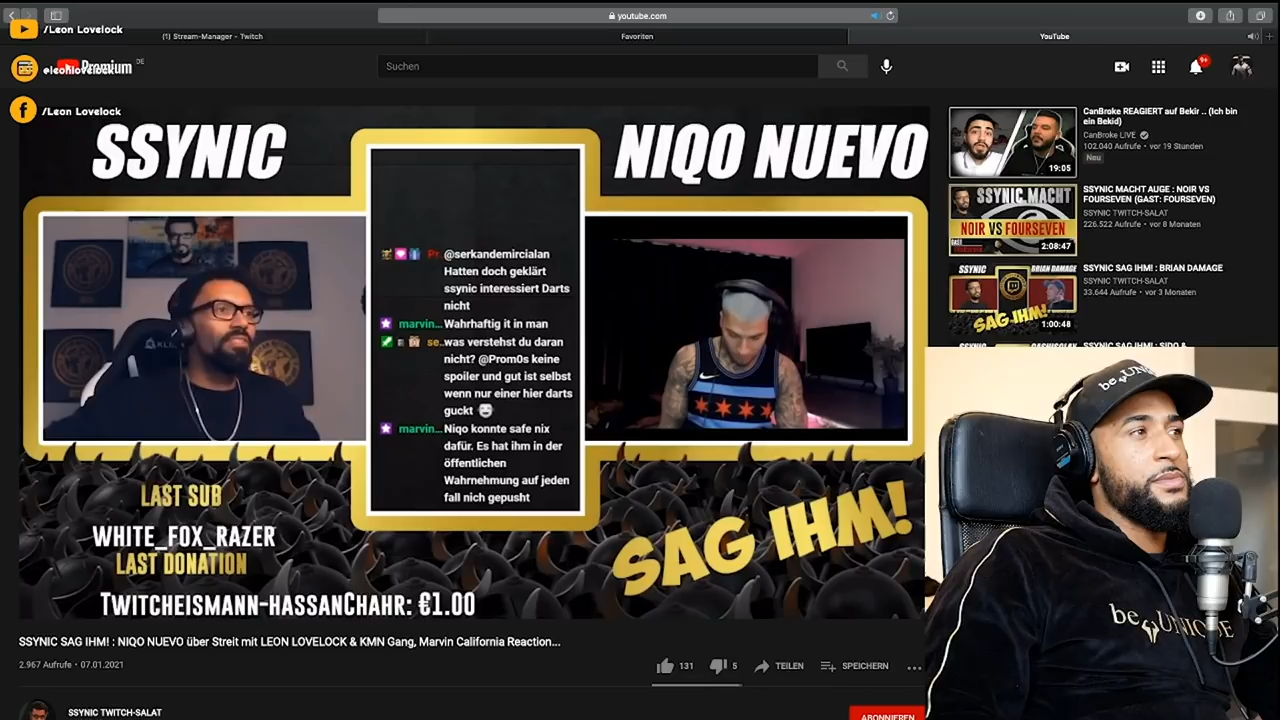 youtube.com
/Leon Lovelock
(1) Stream-Manager - Twitch
Favoriten
YouTube
@leonlovelock
Premium
DE
Suchen
9+
/Leon Lovelock
SSYNIC
NIQO NUEVO
@serkandemircialan
Hatten doch geklärt
ssynic interessiert Darts
nicht
marvin... Wahrhaftig it in man
se.. was verstehst du daran
nicht? @Prom0s keine
spoiler und gut ist selbst
wenn nur einer hier darts
guckt
marvin... Niqo konnte safe nix
dafür. Es hat ihm in der
öffentlichen
Wahrnehmung auf jeden
fall nich gepusht
LAST SUB
WHITE_FOX_RAZER
LAST DONATION
TWITCHEISMANN-HASSANCHAHR: €1.00
SAG IHM!
SSYNIC SAG IHM! : NIQO NUEVO über Streit mit LEON LOVELOCK & KMN Gang, Marvin California Reaction...
2.967 Aufrufe • 07.01.2021
131
5
TEILEN
SPEICHERN
SSYNIC TWITCH-SALAT
ABONNIEREN
19:05
CanBroke REAGIERT auf Bekir .. (Ich bin
ein Bekid)
CanBroke LIVE
102.040 Aufrufe • vor 19 Stunden
Neu
SSYNIC MACHT
NOIR VS FOURSEVEN
2:08:47
SSYNIC MACHT AUGE : NOIR VS
FOURSEVEN (GAST: FOURSEVEN)
SSYNIC TWITCH-SALAT
226.522 Aufrufe • vor 8 Monaten
SSYNIC
BRIAN DAMAGE
SAG IHM!
1:00:48
SSYNIC SAG IHM! : BRIAN DAMAGE
SSYNIC TWITCH-SALAT
33.644 Aufrufe • vor 3 Monaten
be UNIQUE
be UNIQUE